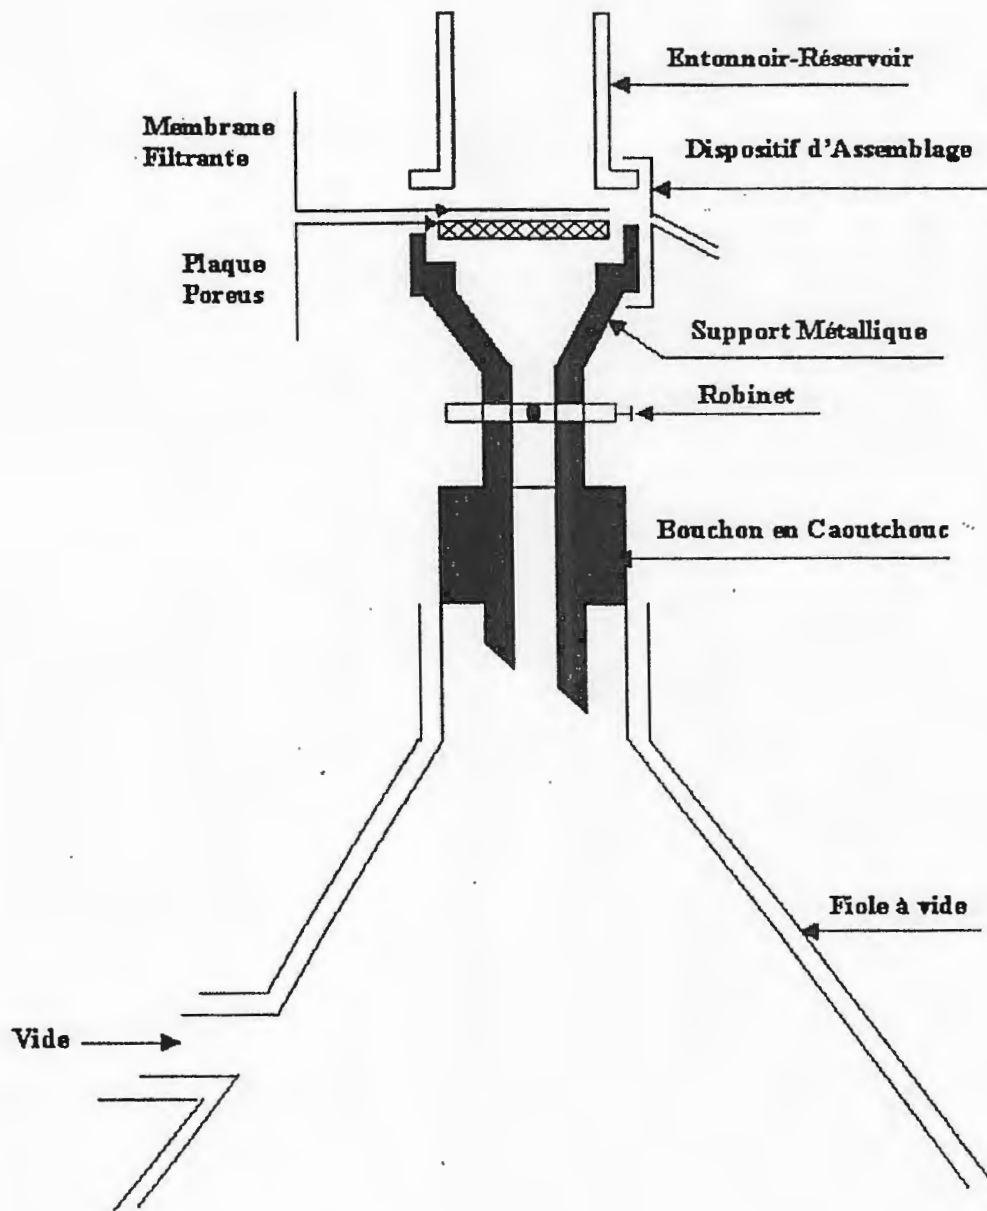 Entonnoir-Réservoir
Membrane
Filtrante
Dispositif d'Assemblage
Plaque
Poreus
Support Métallique
Robinet
Bouchon en Caoutchouc
Fiole à vide
Vide